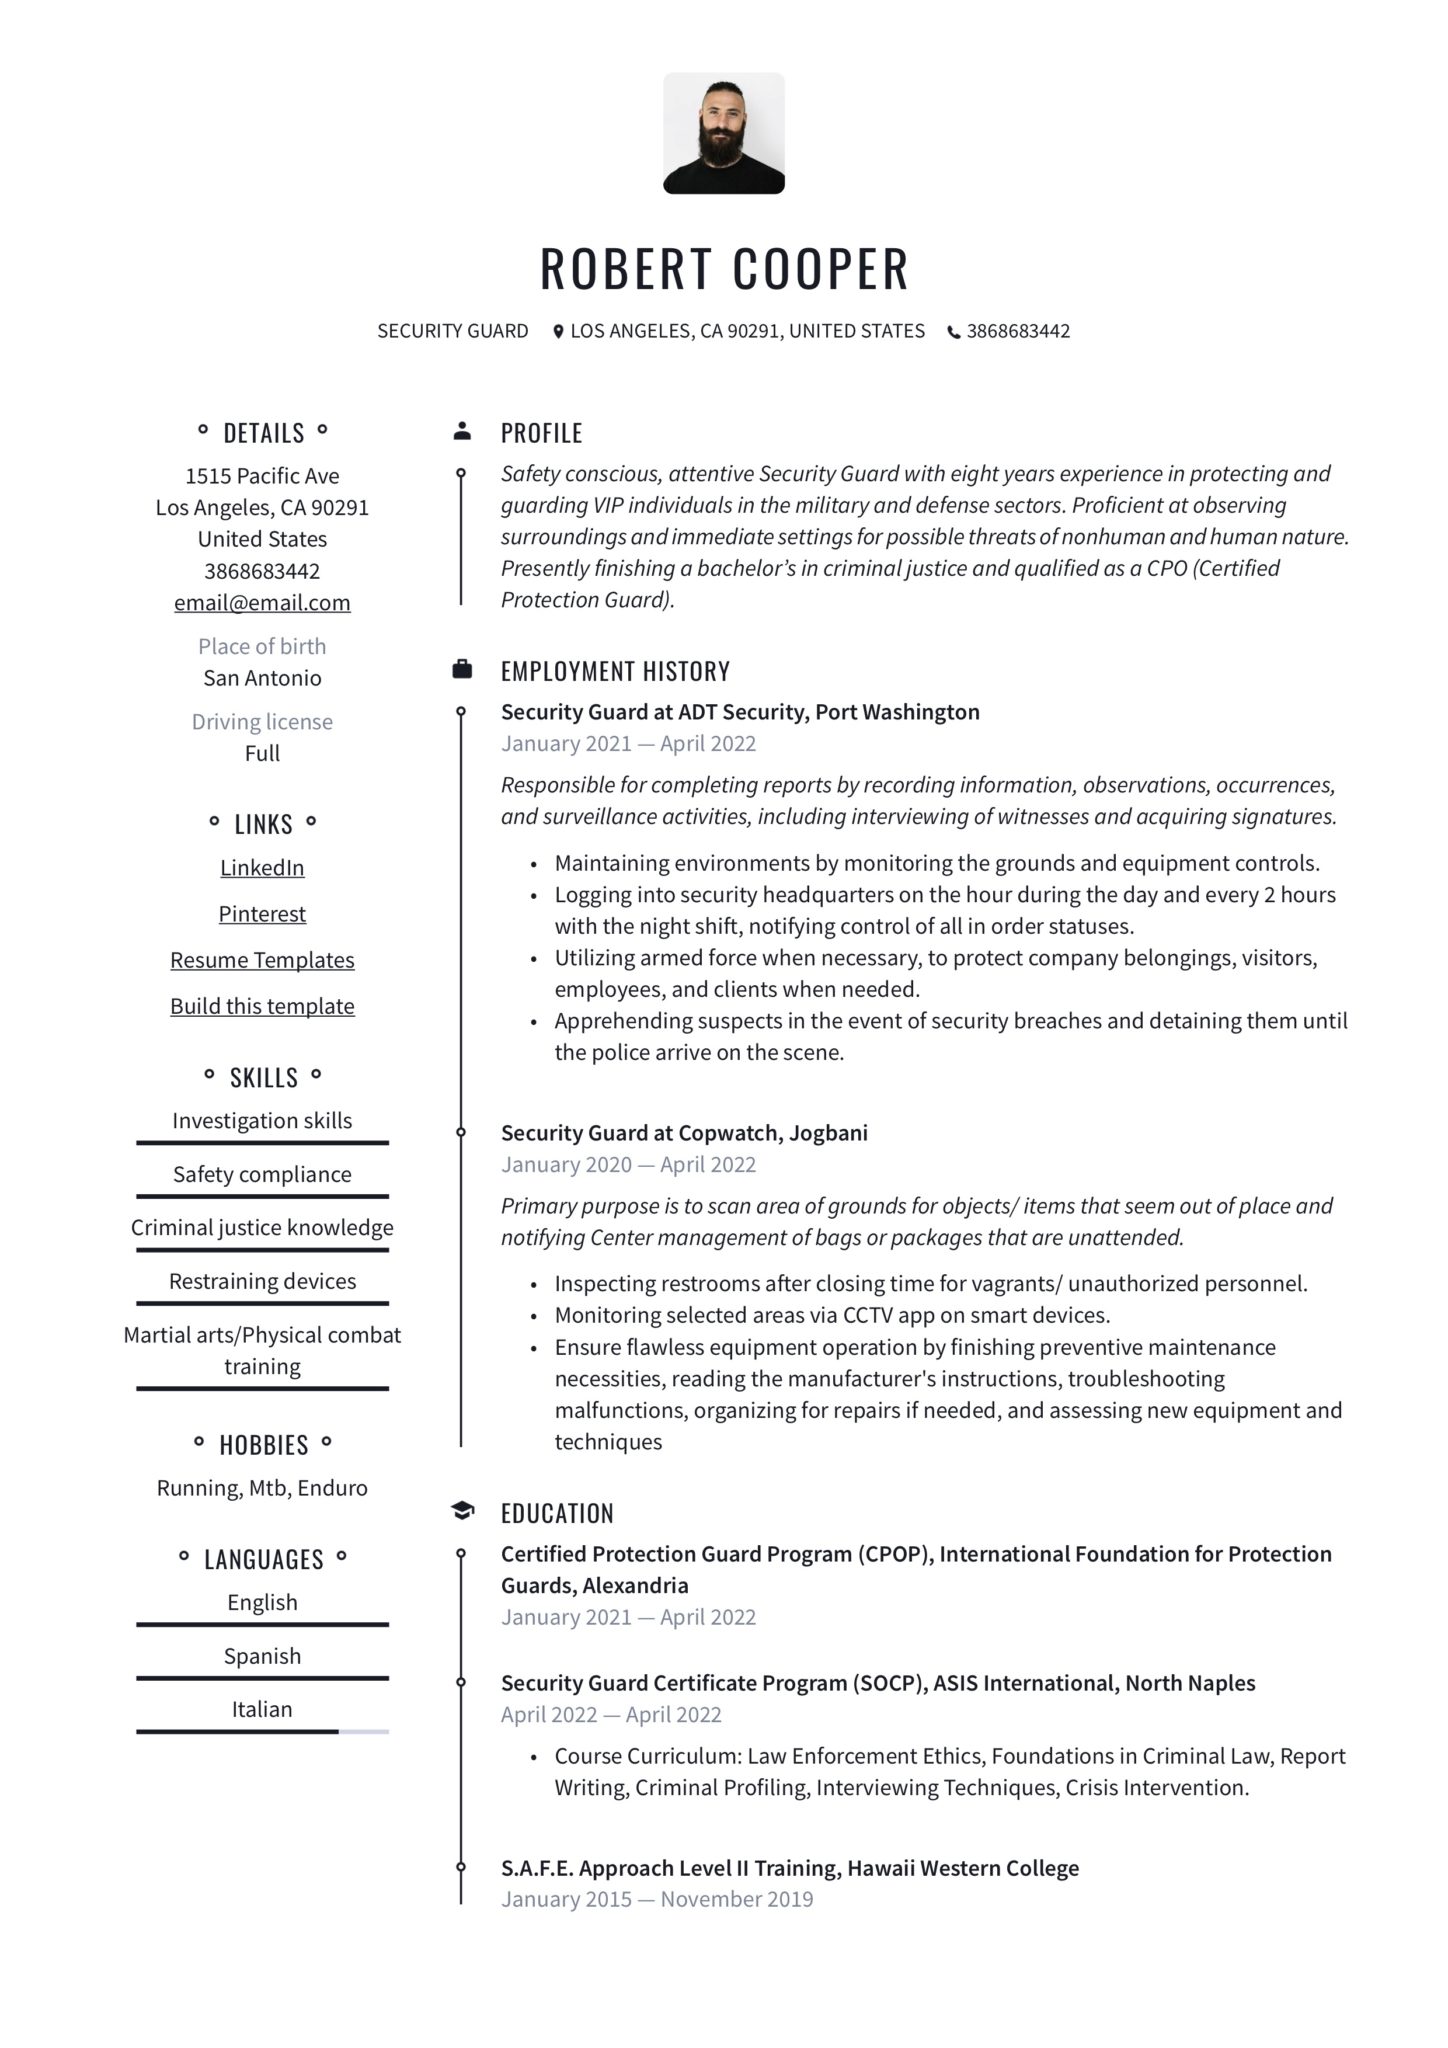 ROBERT COOPER
SECURITY GUARD LOS ANGELES, CA 90291, UNITED STATES 3868683442
DETAILS
1515 Pacific Ave
Los Angeles, CA 90291
United States
3868683442
email@email.com
Place of birth
San Antonio
Driving license
Full
LINKS
LinkedIn
Pinterest
Resume Templates
Build this template
SKILLS
Investigation skills
Safety compliance
Criminal justice knowledge
Restraining devices
Martial arts/Physical combat
training
HOBBIES
Running, Mtb, Enduro
LANGUAGES
English
Spanish
Italian
PROFILE
Safety conscious, attentive Security Guard with eight years experience in protecting and
guarding VIP individuals in the military and defense sectors. Proficient at observing
surroundings and immediate settings for possible threats of nonhuman and human nature.
Presently finishing a bachelor’s in criminal justice and qualified as a CPO (Certified
Protection Guard).
EMPLOYMENT HISTORY
Security Guard at ADT Security, Port Washington
January 2021 — April 2022
Responsible for completing reports by recording information, observations, occurrences,
and surveillance activities, including interviewing of witnesses and acquiring signatures.
• Maintaining environments by monitoring the grounds and equipment controls.
• Logging into security headquarters on the hour during the day and every 2 hours
with the night shift, notifying control of all in order statuses.
• Utilizing armed force when necessary, to protect company belongings, visitors,
employees, and clients when needed.
• Apprehending suspects in the event of security breaches and detaining them until
the police arrive on the scene.
Security Guard at Copwatch, Jogbani
January 2020 — April 2022
Primary purpose is to scan area of grounds for objects/ items that seem out of place and
notifying Center management of bags or packages that are unattended.
• Inspecting restrooms after closing time for vagrants/ unauthorized personnel.
• Monitoring selected areas via CCTV app on smart devices.
• Ensure flawless equipment operation by finishing preventive maintenance
necessities, reading the manufacturer's instructions, troubleshooting
malfunctions, organizing for repairs if needed, and assessing new equipment and
techniques
EDUCATION
Certified Protection Guard Program (CPOP), International Foundation for Protection
Guards, Alexandria
January 2021 — April 2022
Security Guard Certificate Program (SOCP), ASIS International, North Naples
April 2022 — April 2022
• Course Curriculum: Law Enforcement Ethics, Foundations in Criminal Law, Report
Writing, Criminal Profiling, Interviewing Techniques, Crisis Intervention.
S.A.F.E. Approach Level II Training, Hawaii Western College
January 2015 — November 2019